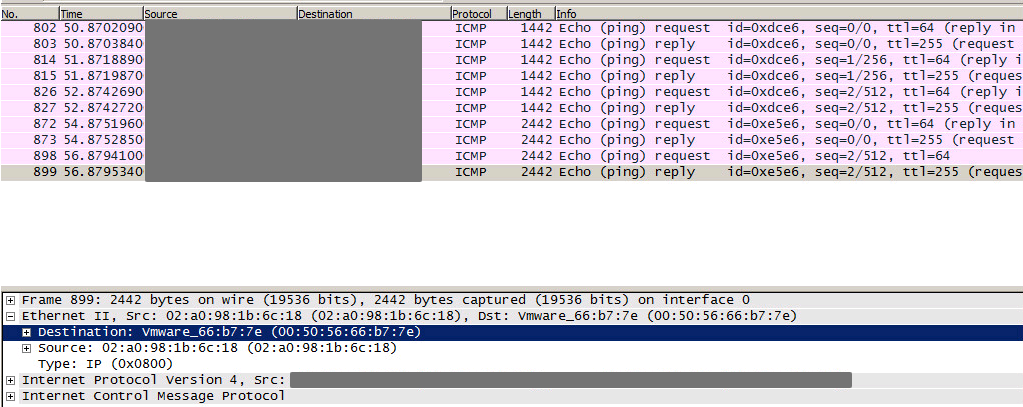 No. Time Source Destination Protocol Length Info
802 50.8702090 ICMP 1442 Echo (ping) request id=0xdce6, seq=0/0, ttl=64 (reply in
803 50.8703840 ICMP 1442 Echo (ping) reply id=0xdce6, seq=0/0, ttl=255 (request
814 51.8718890 ICMP 1442 Echo (ping) request id=0xdce6, seq=1/256, ttl=64 (reply i
815 51.8719870 ICMP 1442 Echo (ping) reply id=0xdce6, seq=1/256, ttl=255 (reques
826 52.8742690 ICMP 1442 Echo (ping) request id=0xdce6, seq=2/512, ttl=64 (reply i
827 52.8742720 ICMP 1442 Echo (ping) reply id=0xdce6, seq=2/512, ttl=255 (reques
872 54.8751960 ICMP 2442 Echo (ping) request id=0xe5e6, seq=0/0, ttl=64 (reply in
873 54.8752850 ICMP 2442 Echo (ping) reply id=0xe5e6, seq=0/0, ttl=255 (request
898 56.8794100 ICMP 2442 Echo (ping) request id=0xe5e6, seq=2/512, ttl=64
899 56.8795340 ICMP 2442 Echo (ping) reply id=0xe5e6, seq=2/512, ttl=255 (reques
Frame 899: 2442 bytes on wire (19536 bits), 2442 bytes captured (19536 bits) on interface 0
Ethernet II, Src: 02:a0:98:1b:6c:18 (02:a0:98:1b:6c:18), Dst: Vmware_66:b7:7e (00:50:56:66:b7:7e)
Destination: Vmware_66:b7:7e (00:50:56:66:b7:7e)
Source: 02:a0:98:1b:6c:18 (02:a0:98:1b:6c:18)
Type: IP (0x0800)
Internet Protocol Version 4, Src:
Internet Control Message Protocol